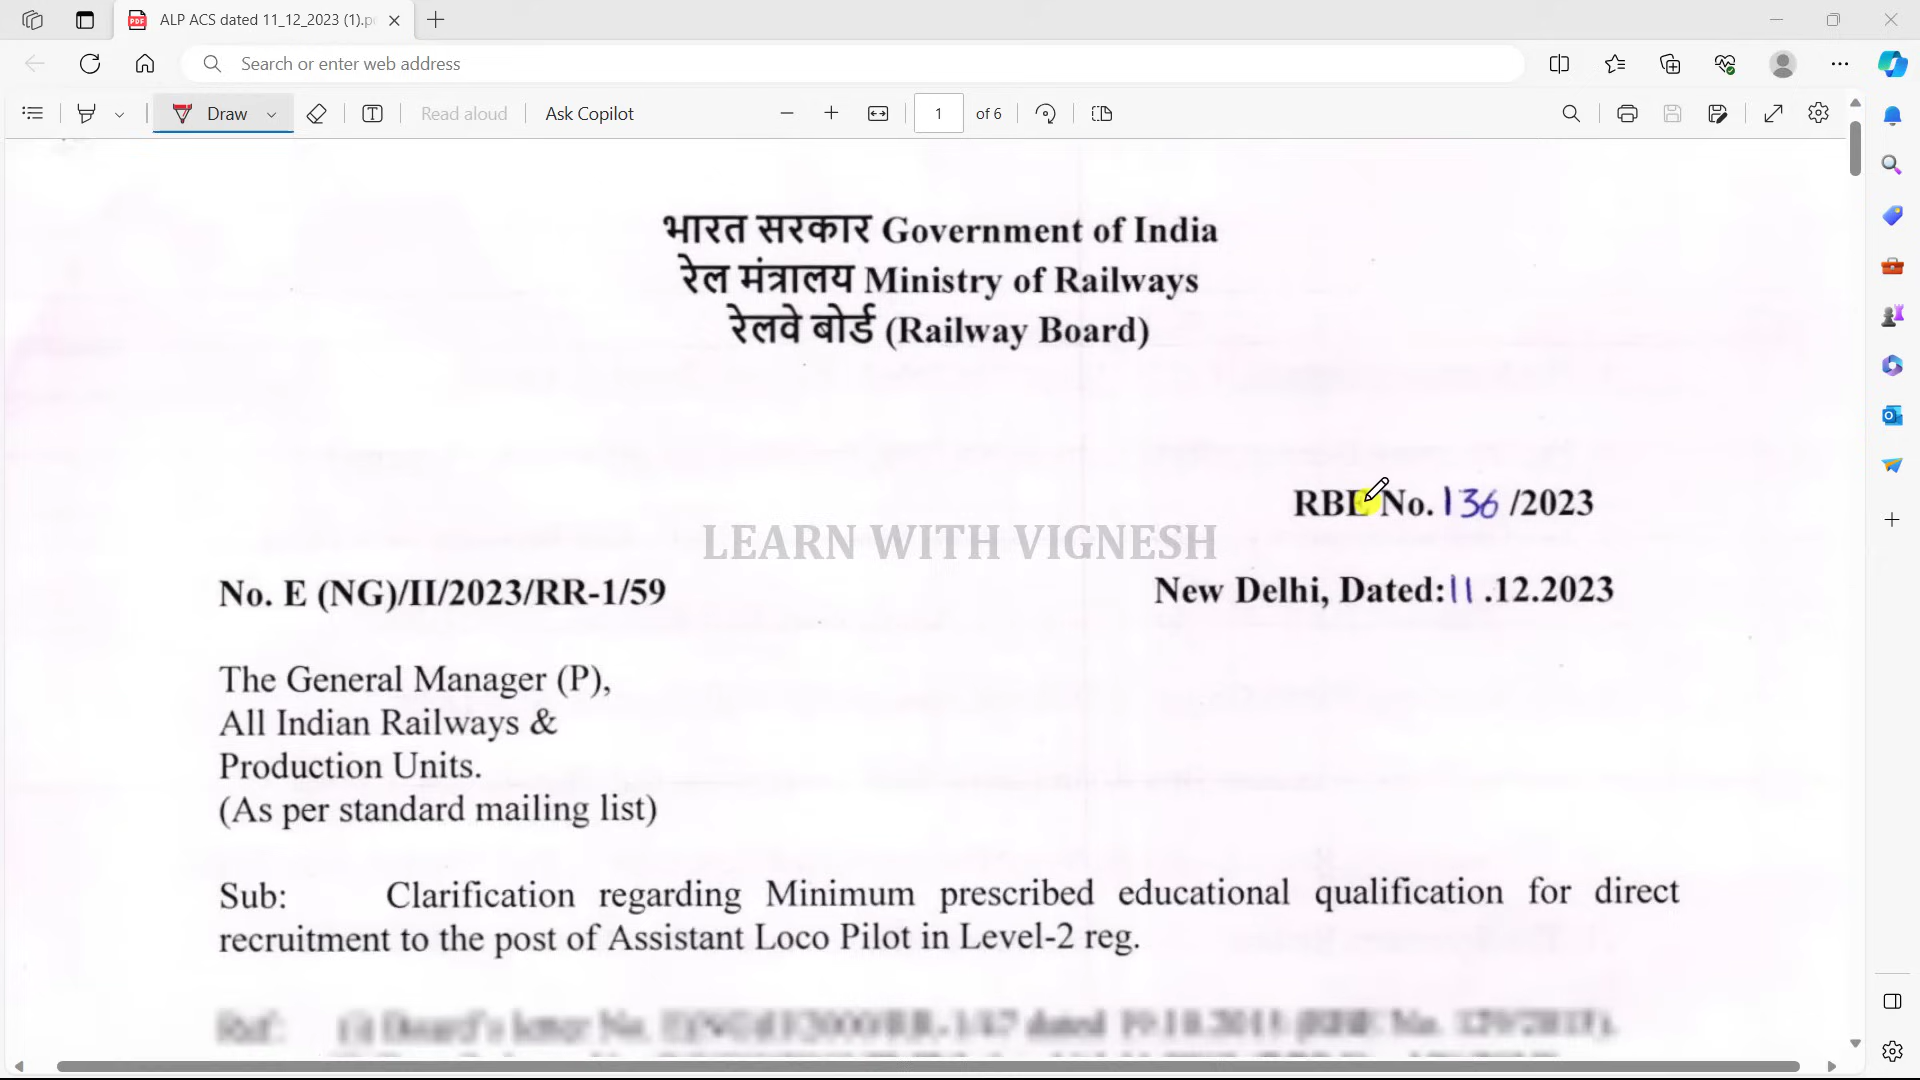 ALP ACS dated 11_12_2023 (1).p
Search or enter web address
Draw
Read aloud
Ask Copilot
1
of 6
भारत सरकार Government of India
रेल मंत्रालय Ministry of Railways
रेलवे बोर्ड (Railway Board)
RBE No. 136 /2023
LEARN WITH VIGNESH
No. E (NG)/II/2023/RR-1/59
New Delhi, Dated:11 .12.2023
The General Manager (P),
All Indian Railways &
Production Units.
(As per standard mailing list)
Sub: Clarification regarding Minimum prescribed educational qualification for direct
recruitment to the post of Assistant Loco Pilot in Level-2 reg.